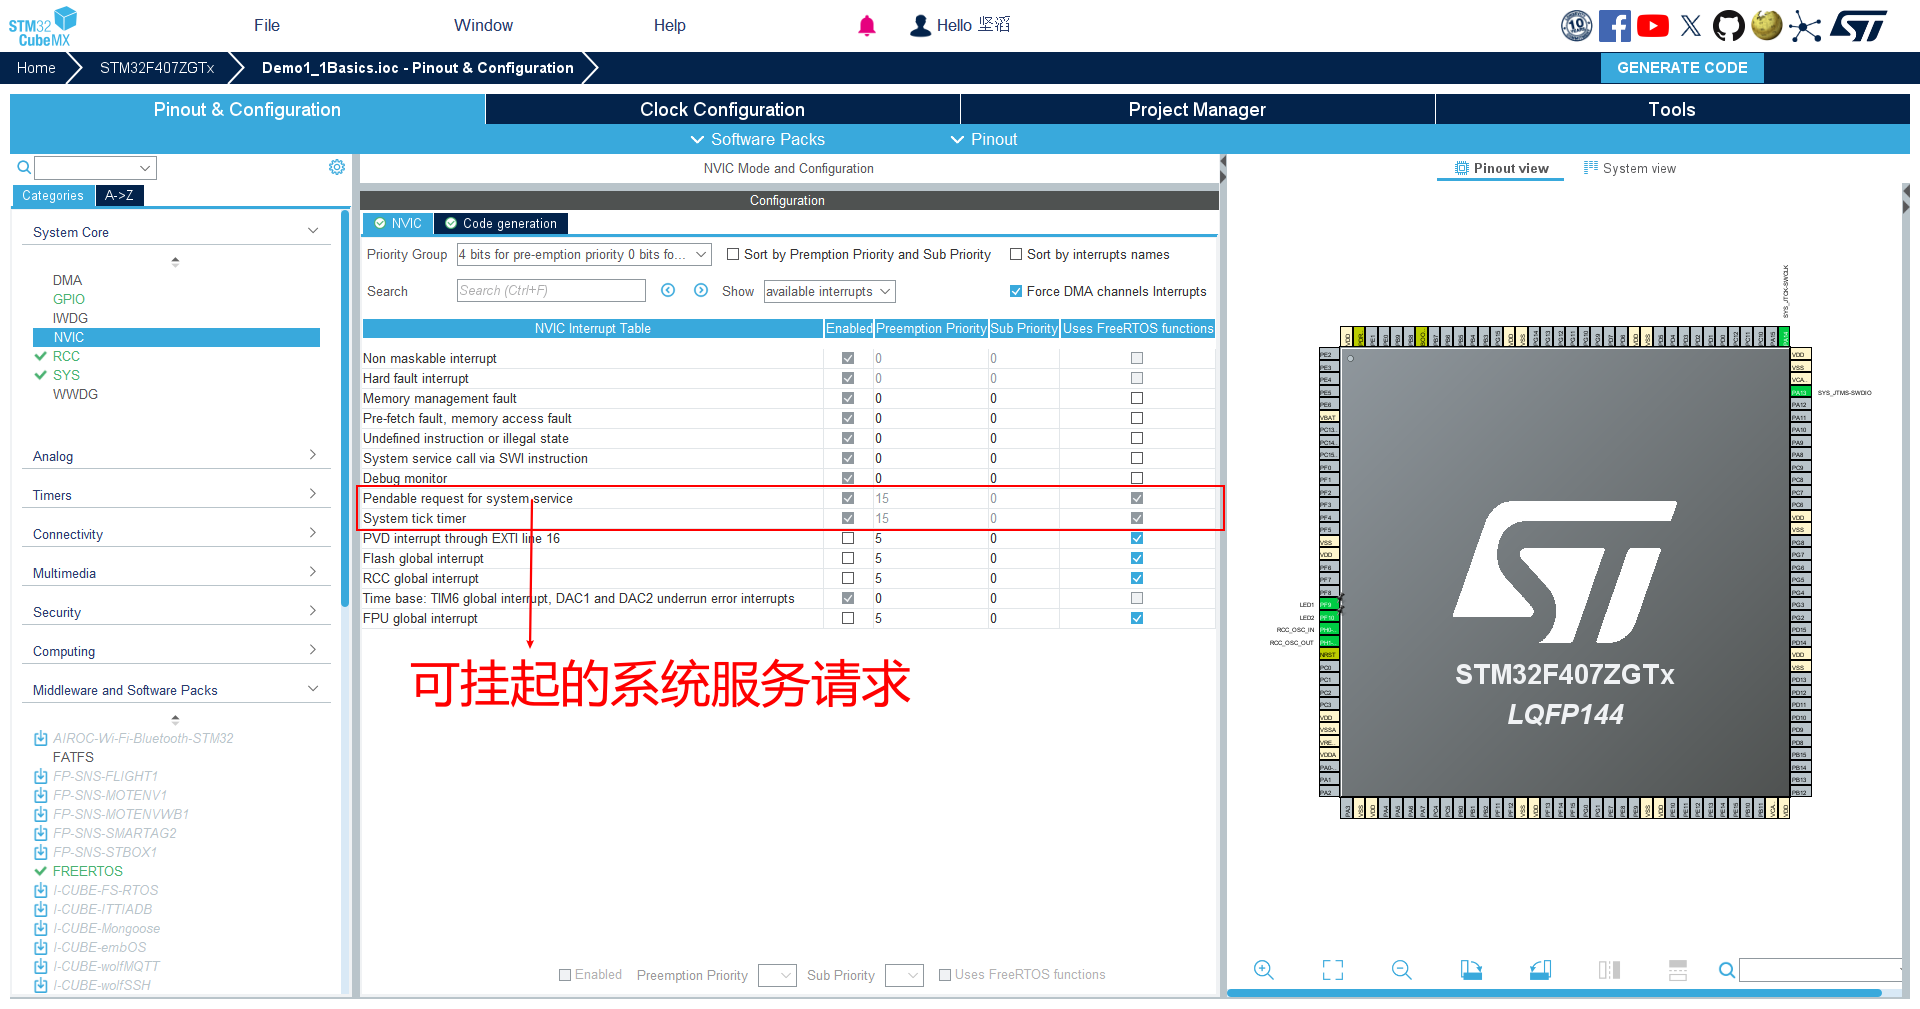 STM32
CubeMX
File
Window
Help
Hello 坚滔
10
ST
Home
STM32F407ZGTx
Demo1_1Basics.ioc - Pinout & Configuration
GENERATE CODE
Pinout & Configuration
Clock Configuration
Project Manager
Tools
Software Packs
Pinout
Categories
A->Z
System Core
DMA
GPIO
IWDG
NVIC
RCC
SYS
WWDG
Analog
Timers
Connectivity
Multimedia
Security
Computing
Middleware and Software Packs
AIROC-Wi-Fi-Bluetooth-STM32
FATFS
FP-SNS-FLIGHT1
FP-SNS-MOTENV1
FP-SNS-MOTENVWB1
FP-SNS-SMARTAG2
FP-SNS-STBOX1
FREERTOS
I-CUBE-FS-RTOS
I-CUBE-ITTIADB
I-CUBE-Mongoose
I-CUBE-embOS
I-CUBE-wolfMQTT
I-CUBE-wolfSSH
NVIC Mode and Configuration
Configuration
NVIC
Code generation
Priority Group
4 bits for pre-emption priority 0 bits fo...
Sort by Premption Priority and Sub Priority
Sort by interrupts names
Search
Search (Ctrl+F)
Show
available interrupts
Force DMA channels Interrupts
NVIC Interrupt Table Enabled Preemption Priority Sub Priority Uses FreeRTOS functions
Non maskable interrupt 0 0
Hard fault interrupt 0 0
Memory management fault 0 0
Pre-fetch fault, memory access fault 0 0
Undefined instruction or illegal state 0 0
System service call via SWI instruction 0 0
Debug monitor 0 0
Pendable request for system service 15 0
System tick timer 15 0
PVD interrupt through EXTI line 16 5 0
Flash global interrupt 5 0
RCC global interrupt 5 0
Time base: TIM6 global interrupt, DAC1 and DAC2 underrun error interrupts 0 0
FPU global interrupt 5 0
可挂起的系统服务请求
Enabled
Preemption Priority
Sub Priority
Uses FreeRTOS functions
Pinout view
System view
SYS_JTCK-SWCLK
SYS_JTMS-SWDIO
LED1
LED2
RCC_OSC_IN
RCC_OSC_OUT
ST
STM32F407ZGTx
LQFP144